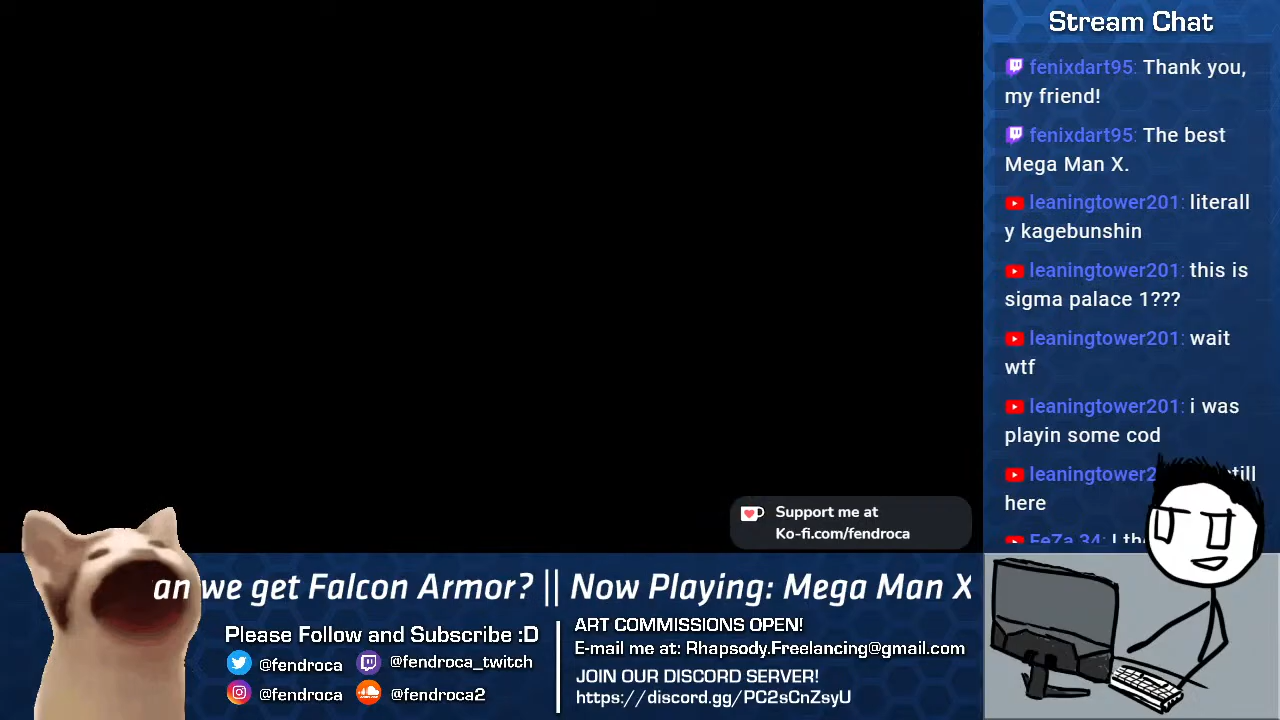 Stream Chat
fenixdart95: Thank you,
my friend!
fenixdart95: The best
Mega Man X.
leaningtower201: literall
y kagebunshin
leaningtower201: this is
sigma palace 1???
leaningtower201: wait
wtf
leaningtower201: i was
playin some cod
here
FeZa 34: I
Support me at
Ko-fi.com/fendroca
we get Falcon Armor? || Now Playing: Mega Man X
Please Follow and Subscribe :D
@fendroca @fendroca_twitch
@fendroca @fendroca2
ART COMMISSIONS OPEN!
E-mail me at: Rhapsody.Freelancing@gmail.com
JOIN OUR DISCORD SERVER!
https://discord.gg/PC2sCnZsyU